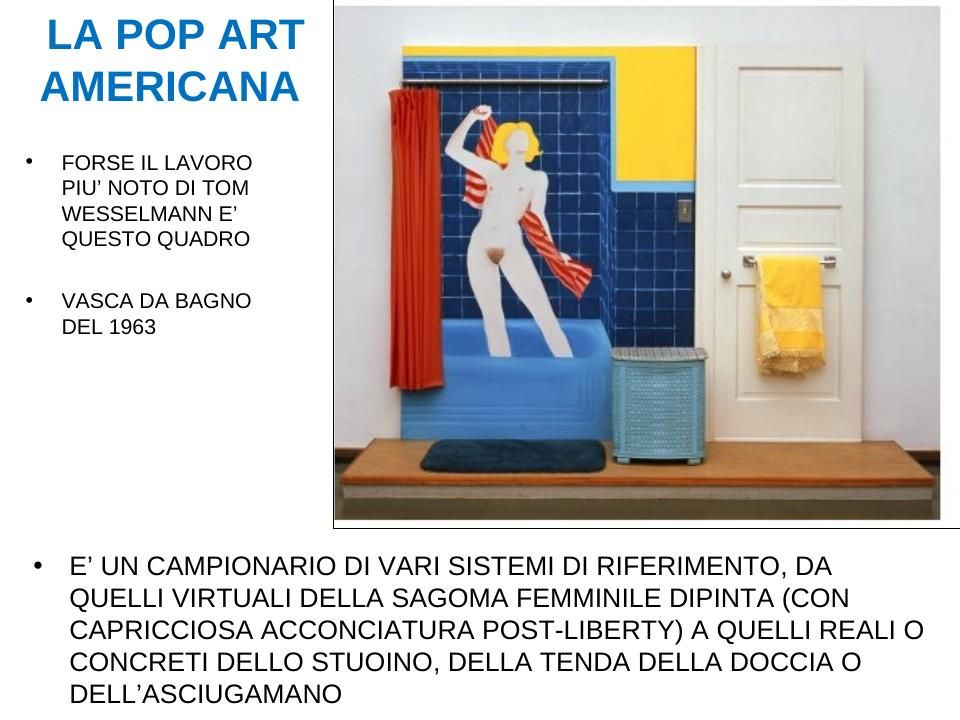 LA POP ART
AMERICANA
• FORSE IL LAVORO
PIU’ NOTO DI TOM
WESSELMANN E’
QUESTO QUADRO
• VASCA DA BAGNO
DEL 1963
• E’ UN CAMPIONARIO DI VARI SISTEMI DI RIFERIMENTO, DA
QUELLI VIRTUALI DELLA SAGOMA FEMMINILE DIPINTA (CON
CAPRICCIOSA ACCONCIATURA POST-LIBERTY) A QUELLI REALI O
CONCRETI DELLO STUOINO, DELLA TENDA DELLA DOCCIA O
DELL’ASCIUGAMANO